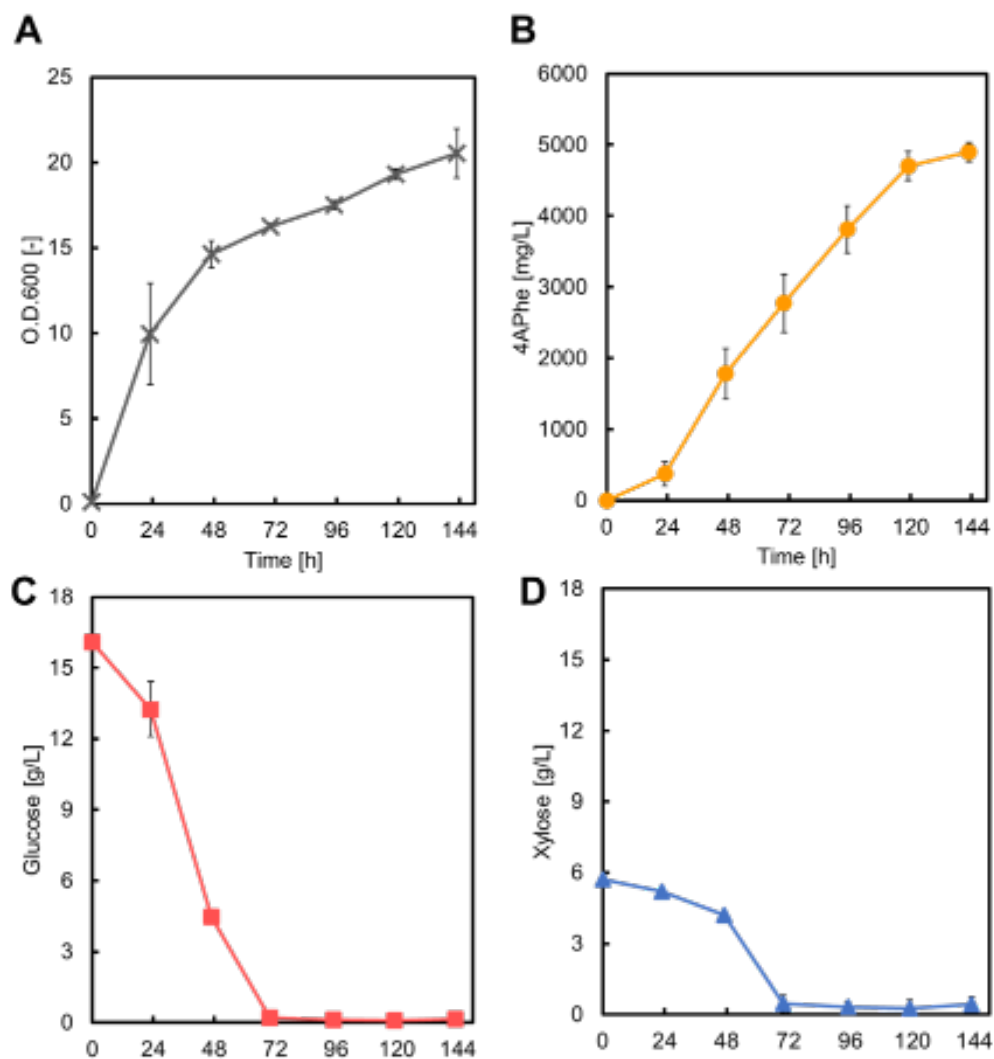 A
25
20
15
10
5
0
O.D.600 [-]
0 24 48 72 96 120 144
Time [h]
B
6000
5000
4000
3000
2000
1000
0
4APhe [mg/L]
0 24 48 72 96 120 144
Time [h]
C
18
15
12
9
6
3
0
Glucose [g/L]
0 24 48 72 96 120 144
D
18
15
12
9
6
3
0
Xylose [g/L]
0 24 48 72 96 120 144